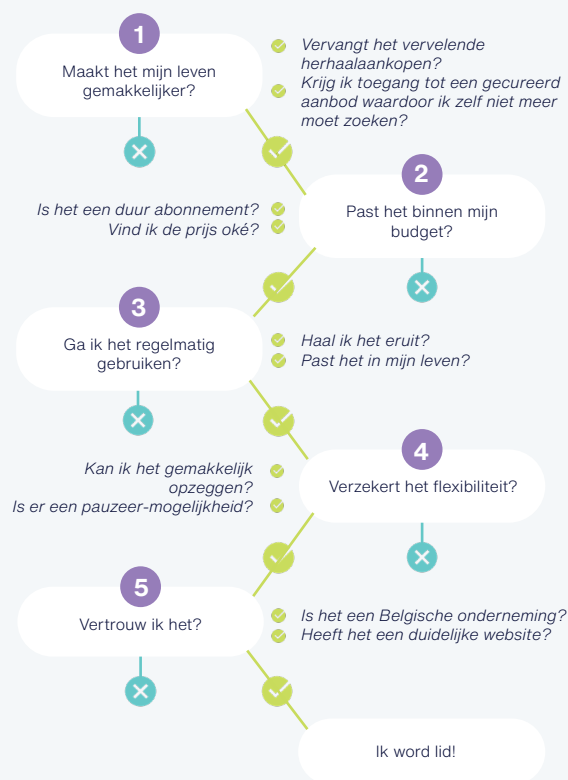 1
Maakt het mijn leven
gemakkelijker?
Vervangt het vervelende
herhaalaankopen?
Krijg ik toegang tot een gecureerd
aanbod waardoor ik zelf niet meer
moet zoeken?
2
Past het binnen mijn
budget?
Is het een duur abonnement?
Vind ik de prijs oké?
3
Ga ik het regelmatig
gebruiken?
Haal ik het eruit?
Past het in mijn leven?
4
Verzekert het flexibiliteit?
Kan ik het gemakkelijk
opzeggen?
Is er een pauzeer-mogelijkheid?
5
Vertrouw ik het?
Is het een Belgische onderneming?
Heeft het een duidelijke website?
Ik word lid!